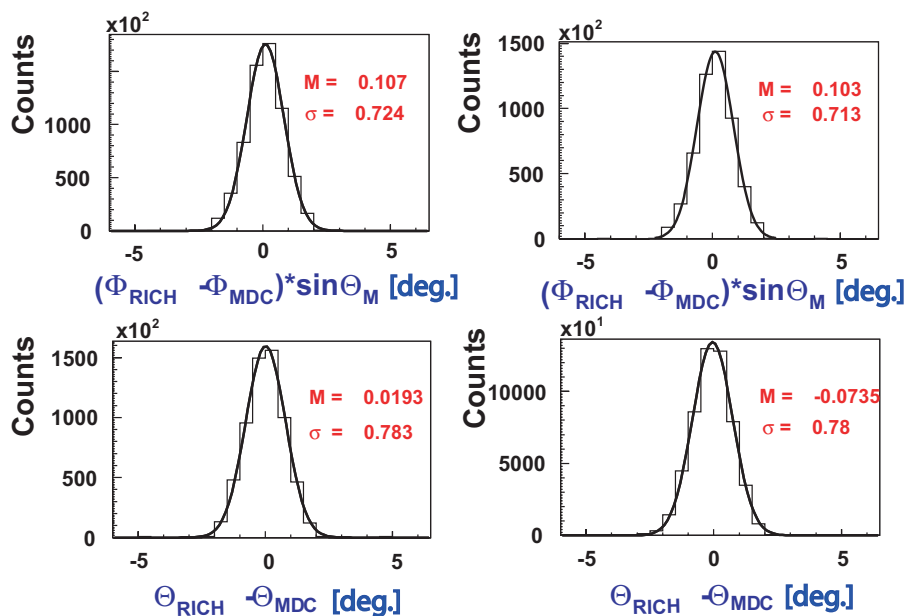 x10²
Counts
M = 0.107
σ = 0.724
1000
500
0
-5 0 5
(Φ_RICH -Φ_MDC)*sinΘ_M [deg.]
x10²
Counts
1500
M = 0.103
σ = 0.713
1000
500
0
-5 0 5
(Φ_RICH -Φ_MDC)*sinΘ_M [deg.]
x10²
Counts
1500
M = 0.0193
σ = 0.783
1000
500
0
-5 0 5
Θ_RICH -Θ_MDC [deg.]
x10¹
Counts
10000
M = -0.0735
σ = 0.78
5000
0
-5 0 5
Θ_RICH -Θ_MDC [deg.]